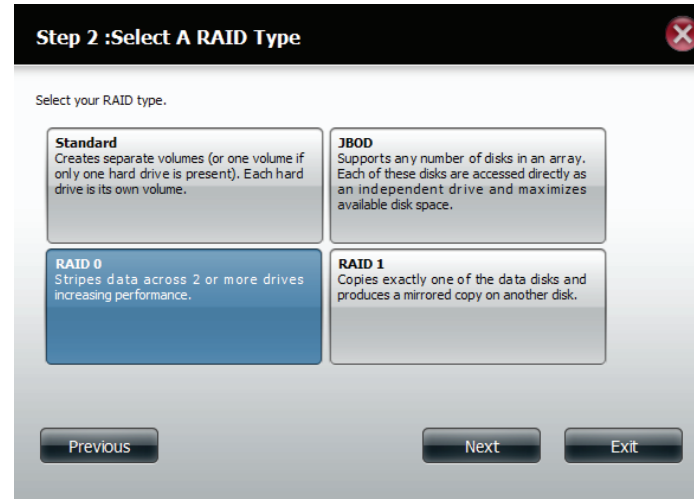 Step 2 :Select A RAID Type
Select your RAID type.
Standard
Creates separate volumes (or one volume if
only one hard drive is present). Each hard
drive is its own volume.
JBOD
Supports any number of disks in an array.
Each of these disks are accessed directly as
an independent drive and maximizes
available disk space.
RAID 0
Stripes data across 2 or more drives
increasing performance.
RAID 1
Copies exactly one of the data disks and
produces a mirrored copy on another disk.
Previous
Next
Exit